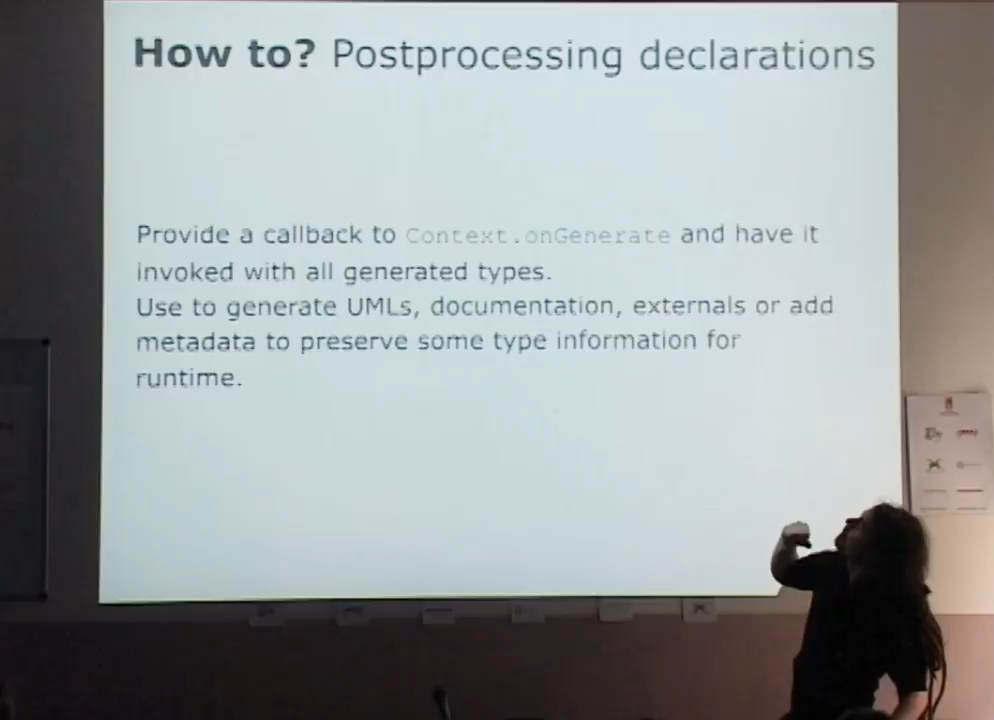 How to? Postprocessing declarations
Provide a callback to Context.onGenerate and have it
invoked with all generated types.
Use to generate UMLs, documentation, externals or add
metadata to preserve some type information for
runtime.